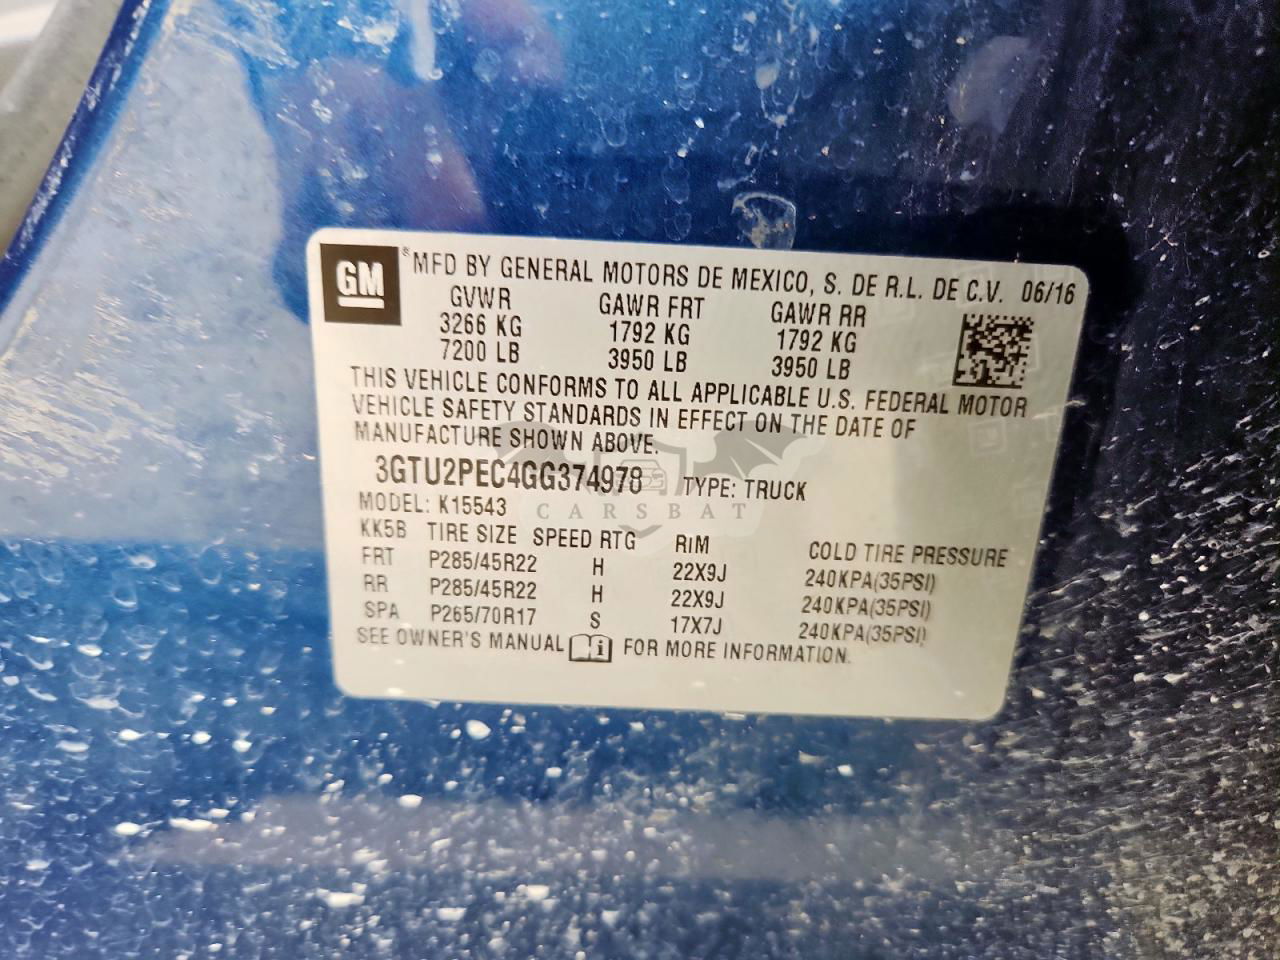 GM® MFD BY GENERAL MOTORS DE MEXICO, S. DE R.L. DE C.V. 06/16
GVWR GAWR FRT GAWR RR
3266 KG 1792 KG 1792 KG
7200 LB 3950 LB 3950 LB
THIS VEHICLE CONFORMS TO ALL APPLICABLE U.S. FEDERAL MOTOR
VEHICLE SAFETY STANDARDS IN EFFECT ON THE DATE OF
MANUFACTURE SHOWN ABOVE.
3GTU2PEC4GG374978 TYPE: TRUCK
CARSBAT
MODEL: K15543
KK5B TIRE SIZE SPEED RTG RIM COLD TIRE PRESSURE
FRT P285/45R22 H 22X9J 240KPA(35PSI)
RR P285/45R22 H 22X9J 240KPA(35PSI)
SPA P265/70R17 S 17X7J 240KPA(35PSI)
SEE OWNER'S MANUAL FOR MORE INFORMATION.